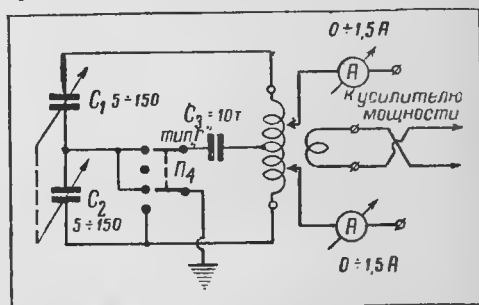 0 ÷ 1,5 A
C₁ 5 ÷ 150
C₃ = 10т
тип„Г"
К усилителю
мощности
A
П₄
C₂
5 ÷ 150
A
0 ÷ 1,5 A